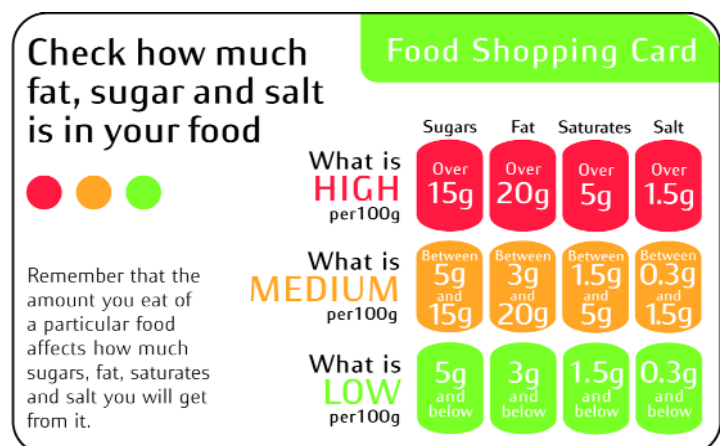 Check how much
fat, sugar and salt
is in your food
Food Shopping Card
Sugars Fat Saturates Salt
What is
HIGH
per100g
Over
15g
Over
20g
Over
5g
Over
1.5g
What is
MEDIUM
per100g
Between
5g
and
15g
Between
3g
and
20g
Between
1.5g
and
5g
Between
0.3g
and
1.5g
What is
LOW
per100g
5g
and
below
3g
and
below
1.5g
and
below
0.3g
and
below
Remember that the
amount you eat of
a particular food
affects how much
sugars, fat, saturates
and salt you will get
from it.